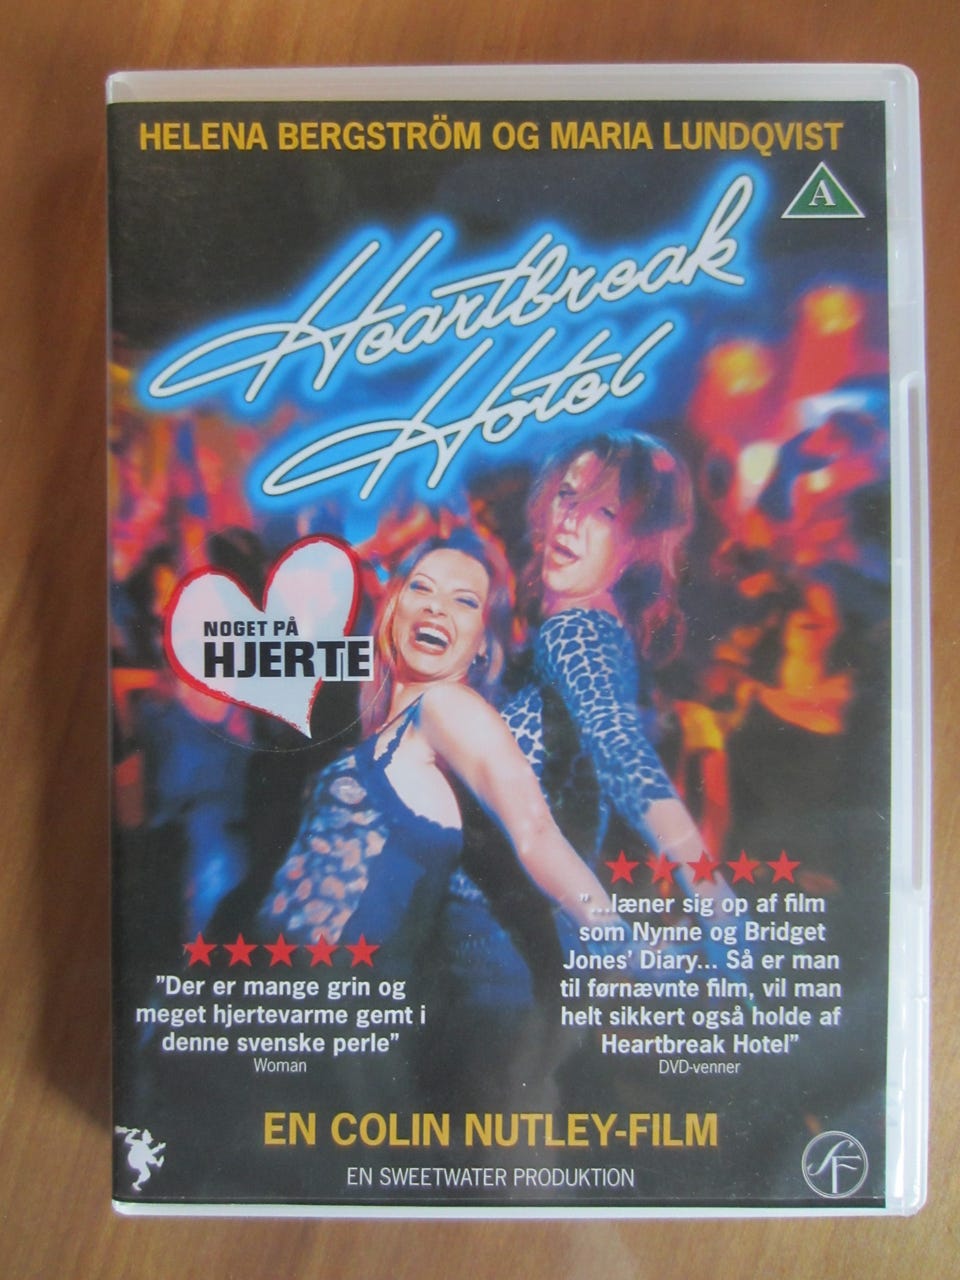 HELENA BERGSTRÖM OG MARIA LUNDQVIST
A
Heartbreak
Hotel
NOGET PÅ
HJERTE
"Der er mange grin og
meget hjertevarme gemt i
denne svenske perle"
Woman
"...læner sig op af film
som Nynne og Bridget
Jones' Diary... Så er man
til førnævnte film, vil man
helt sikkert også holde af
Heartbreak Hotel"
DVD-venner
EN COLIN NUTLEY-FILM
EN SWEETWATER PRODUKTION
SF